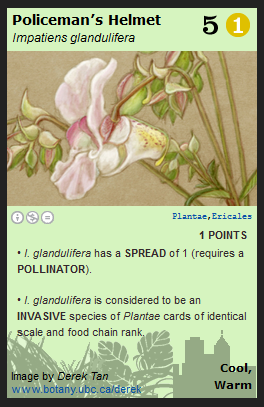 Policeman's Helmet 5 1
Impatiens glandulifera
Plantae,Ericales
1 POINTS
• I. glandulifera has a SPREAD of 1 (requires a
POLLINATOR).
• I. glandulifera is considered to be an
INVASIVE species of Plantae cards of identical
scale and food chain rank.
Cool,
Warm
Image by Derek Tan
www.botany.ubc.ca/derek